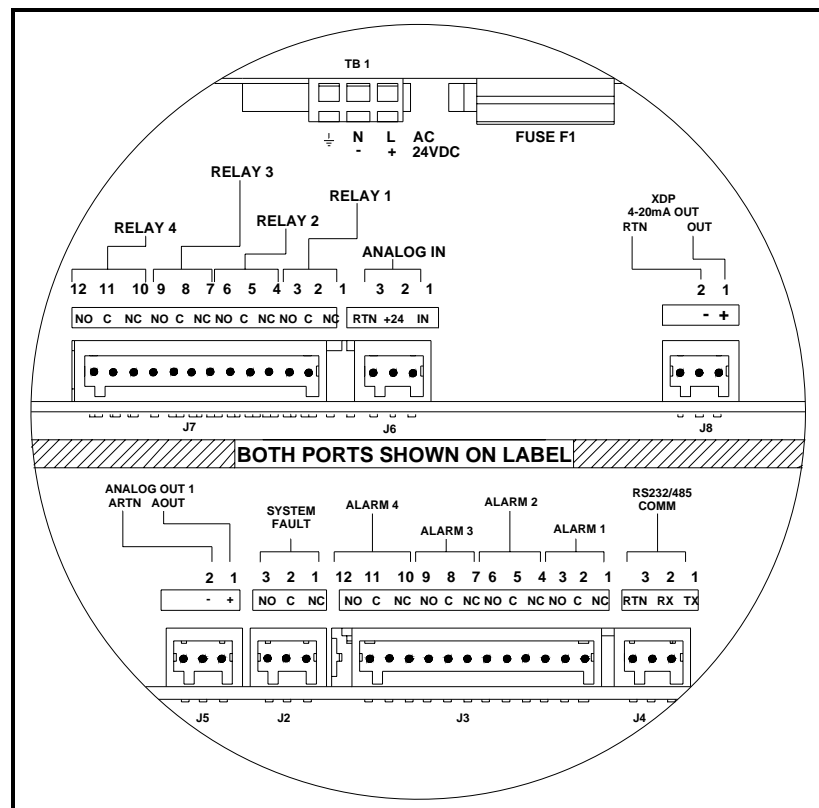 TB 1
N L AC
- + 24VDC
FUSE F1
RELAY 3
RELAY 1
RELAY 2
RELAY 4
XDP
4-20mA OUT
RTN OUT
ANALOG IN
12 11 10 9 8 7 6 5 4 3 2 1 3 2 1
NO C NC NO C NC NO C NC NO C NC RTN +24 IN
2 1
- +
J7 J6 J8
BOTH PORTS SHOWN ON LABEL
ANALOG OUT 1
ARTN AOUT
SYSTEM
FAULT
ALARM 4
ALARM 3
ALARM 2
ALARM 1
RS232/485
COMM
2 1 3 2 1 12 11 10 9 8 7 6 5 4 3 2 1 3 2 1
- + NO C NC NO C NC NO C NC NO C NC NO C NC RTN RX TX
J5 J2 J3 J4